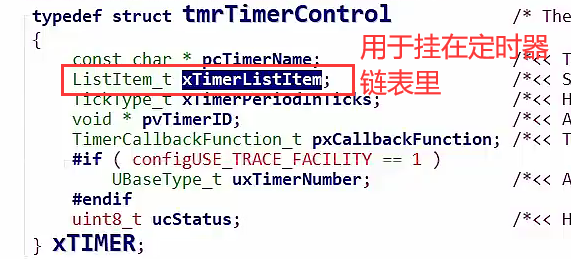 typedef struct tmrTimerControl /* The
{
const char * pcTimerName; /*<< T
ListItem_t xTimerListItem; /*<< S
TickType_t xTimerPeriodInTicks; /*<< H
void * pvTimerID; /*<< A
TimerCallbackFunction_t pxCallbackFunction; /*<< T
#if ( configUSE_TRACE_FACILITY == 1 )
UBaseType_t uxTimerNumber; /*<< A
#endif
uint8_t ucStatus; /*<< H
} xTIMER;
用于挂在定时器
链表里